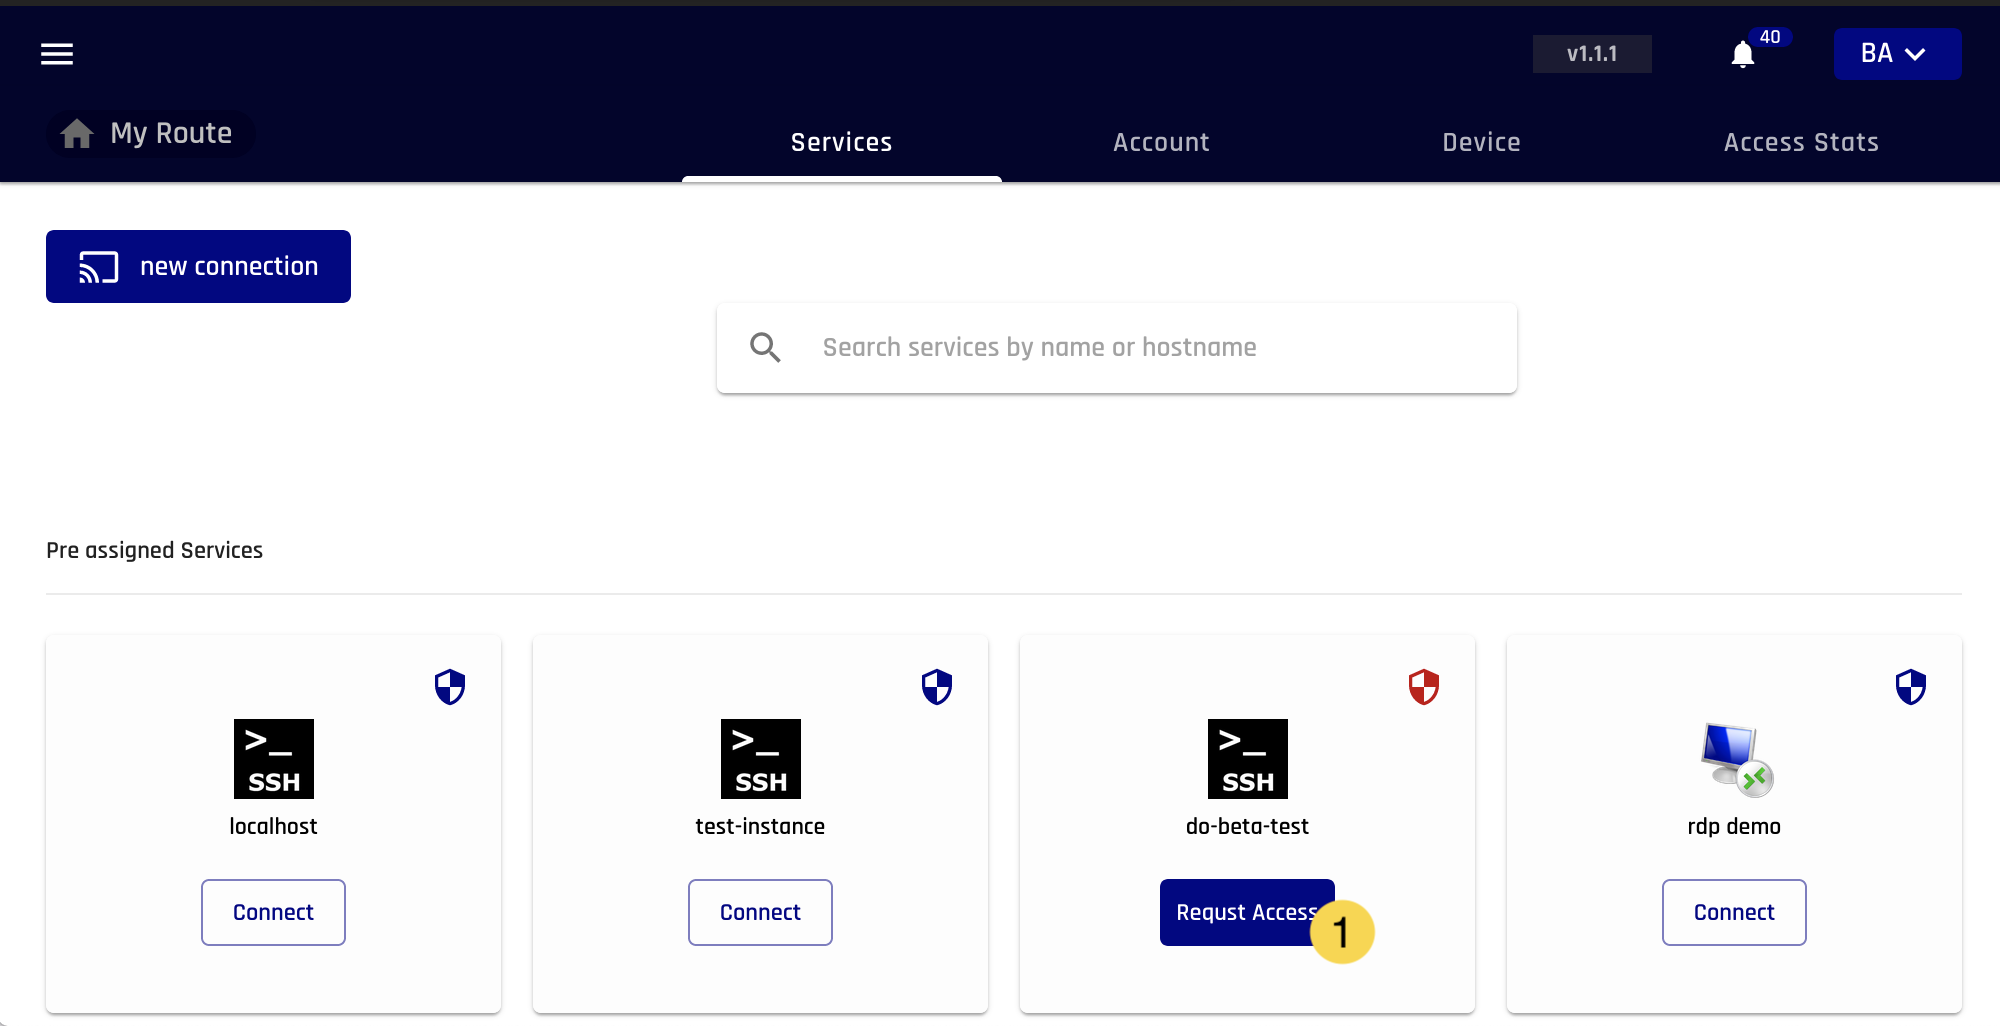 v1.1.1
40
BA
My Route
Services
Account
Device
Access Stats
new connection
Search services by name or hostname
Pre assigned Services
>_
SSH
localhost
Connect
>_
SSH
test-instance
Connect
>_
SSH
do-beta-test
Requst Access
1
rdp demo
Connect